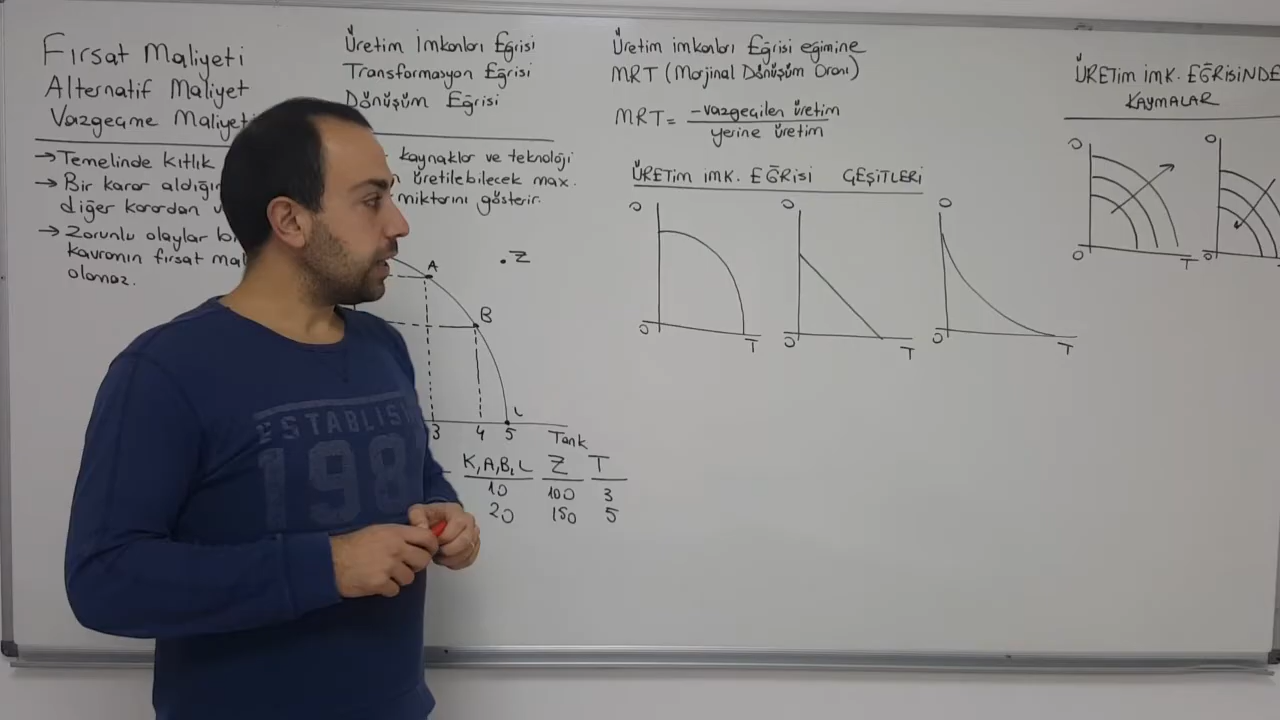 Fırsat Maliyeti
Alternatif Maliyet
Vazgeçme Maliyeti
→ Temelinde kıtlık
→ Bir karar aldığın
diğer karardan
→ Zorunlu olaylar
kavramın fırsat
olamaz.
Üretim İmkanları Eğrisi
Transformasyon Eğrisi
Dönüşüm Eğrisi
kaynaklar ve teknoloji
üretilebilecek max.
miktarını gösterir.
A
.Z
B
L
3 4 5 Tank
K, A, B, L Z T
10 100 3
20 150 5
Üretim imkanları Eğrisi eğimine
MRT (Marjinal Dönüşüm Oranı)
MRT = -vazgeçilen üretim
yerine üretim
ÜRETİM İMK. EĞRİSİ ÇEŞİTLERİ
O
O T
O
O T
O
O T
ÜRETİM İMK. EĞRİSİNDE
KAYMALAR
O
O T
O
O
ESTABLIS
198